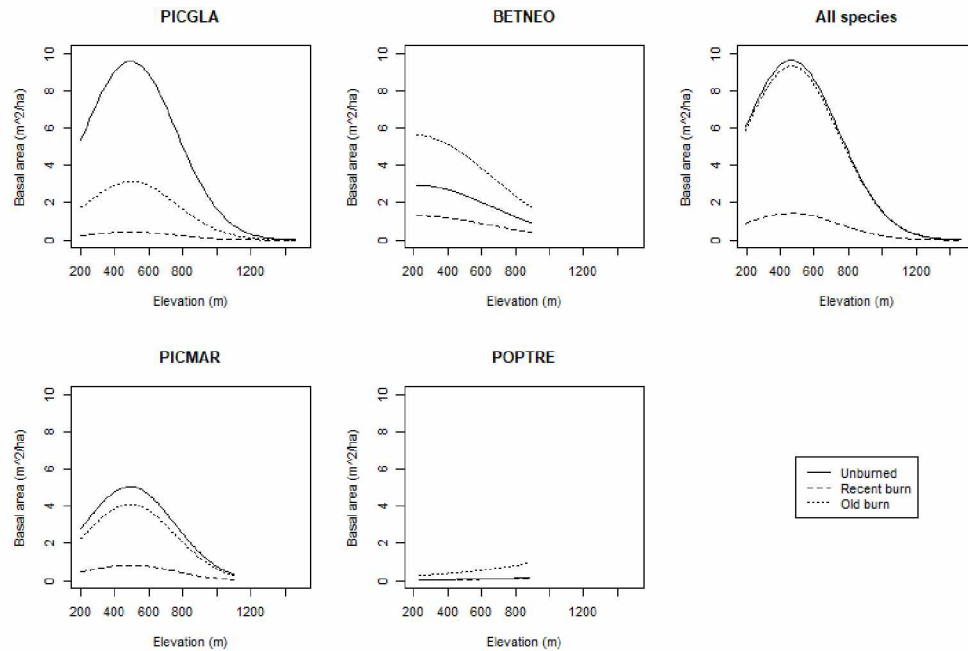 PICGLA
BETNEO
All species
Basal area (m^2/ha)
0 2 4 6 8 10
200 400 600 800 1200
Elevation (m)
Basal area (m^2/ha)
0 2 4 6 8 10
200 400 600 800 1200
Elevation (m)
Basal area (m^2/ha)
0 2 4 6 8 10
200 400 600 800 1200
Elevation (m)
PICMAR
POPTRE
Basal area (m^2/ha)
0 2 4 6 8 10
200 400 600 800 1200
Elevation (m)
Basal area (m^2/ha)
0 2 4 6 8 10
200 400 600 800 1200
Elevation (m)
Unburned
Recent burn
Old burn